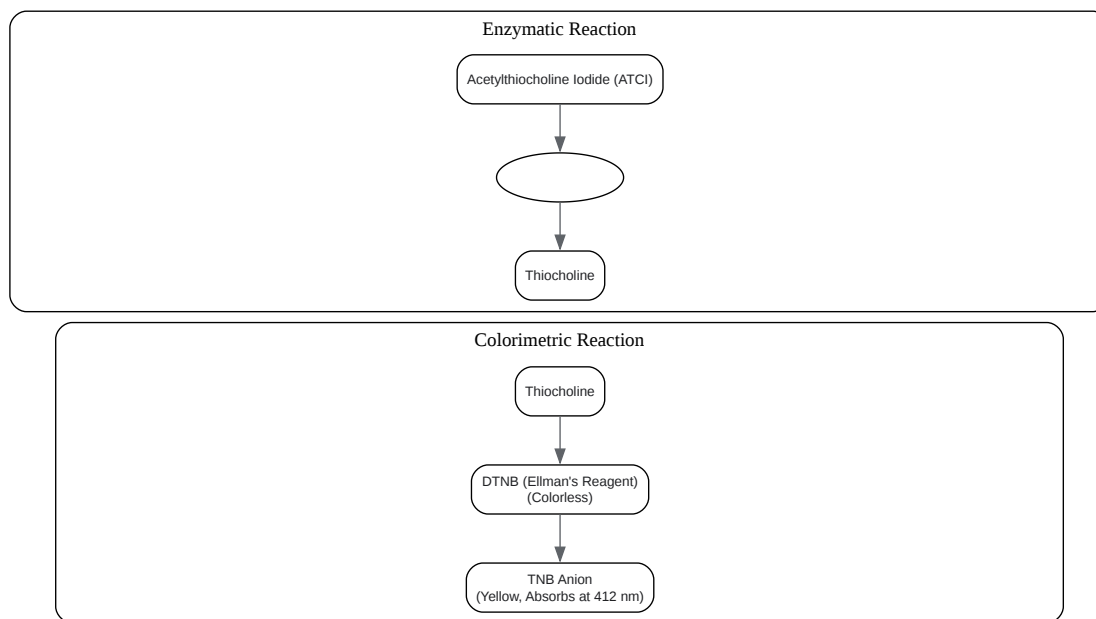 Enzymatic Reaction
Acetylthiocholine Iodide (ATCI)
Thiocholine
Colorimetric Reaction
Thiocholine
DTNB (Ellman's Reagent)
(Colorless)
TNB Anion
(Yellow, Absorbs at 412 nm)